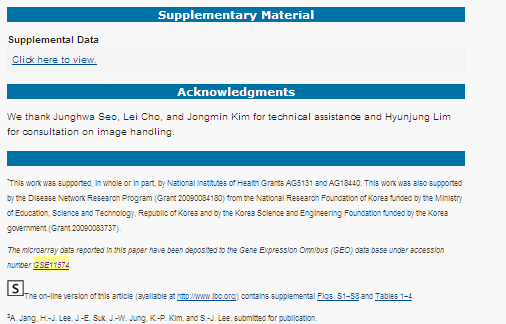 Supplementary Material
Supplemental Data
Click here to view.
Acknowledgments
We thank Junghwa Seo, Lei Cho, and Jongmin Kim for technical assistance and Hyunjung Lim
for consultation on image handling.
*This work was supported, in whole or in part, by National Institutes of Health Grants AG5131 and AG18440. This work was also supported
by the Disease Network Research Program (Grant 20090084180) from the National Research Foundation of Korea funded by the Ministry
of Education, Science and Technology, Republic of Korea and by the Korea Science and Engineering Foundation funded by the Korea
government (Grant 20090083737).
The microarray data reported in this paper have been deposited to the Gene Expression Omnibus (GEO) data base under accession
number GSE11574.
S The on-line version of this article (available at http://www.jbc.org) contains supplemental Figs. S1–S8 and Tables 1–4.
2A. Jang, H.-J. Lee, J.-E. Suk, J.-W. Jung, K.-P. Kim, and S.-J. Lee, submitted for publication.